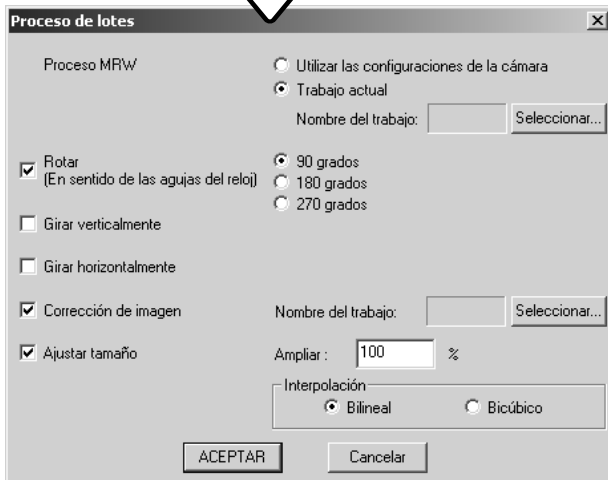 Proceso de lotes
Proceso MRW
Utilizar las configuraciones de la cámara
Trabajo actual
Nombre del trabajo: Seleccionar...
Rotar
(En sentido de las agujas del reloj)
90 grados
180 grados
270 grados
Girar verticalmente
Girar horizontalmente
Corrección de imagen Nombre del trabajo: Seleccionar...
Ajustar tamaño Ampliar : 100 %
Interpolación
Bilineal Bicúbico
ACEPTAR Cancelar